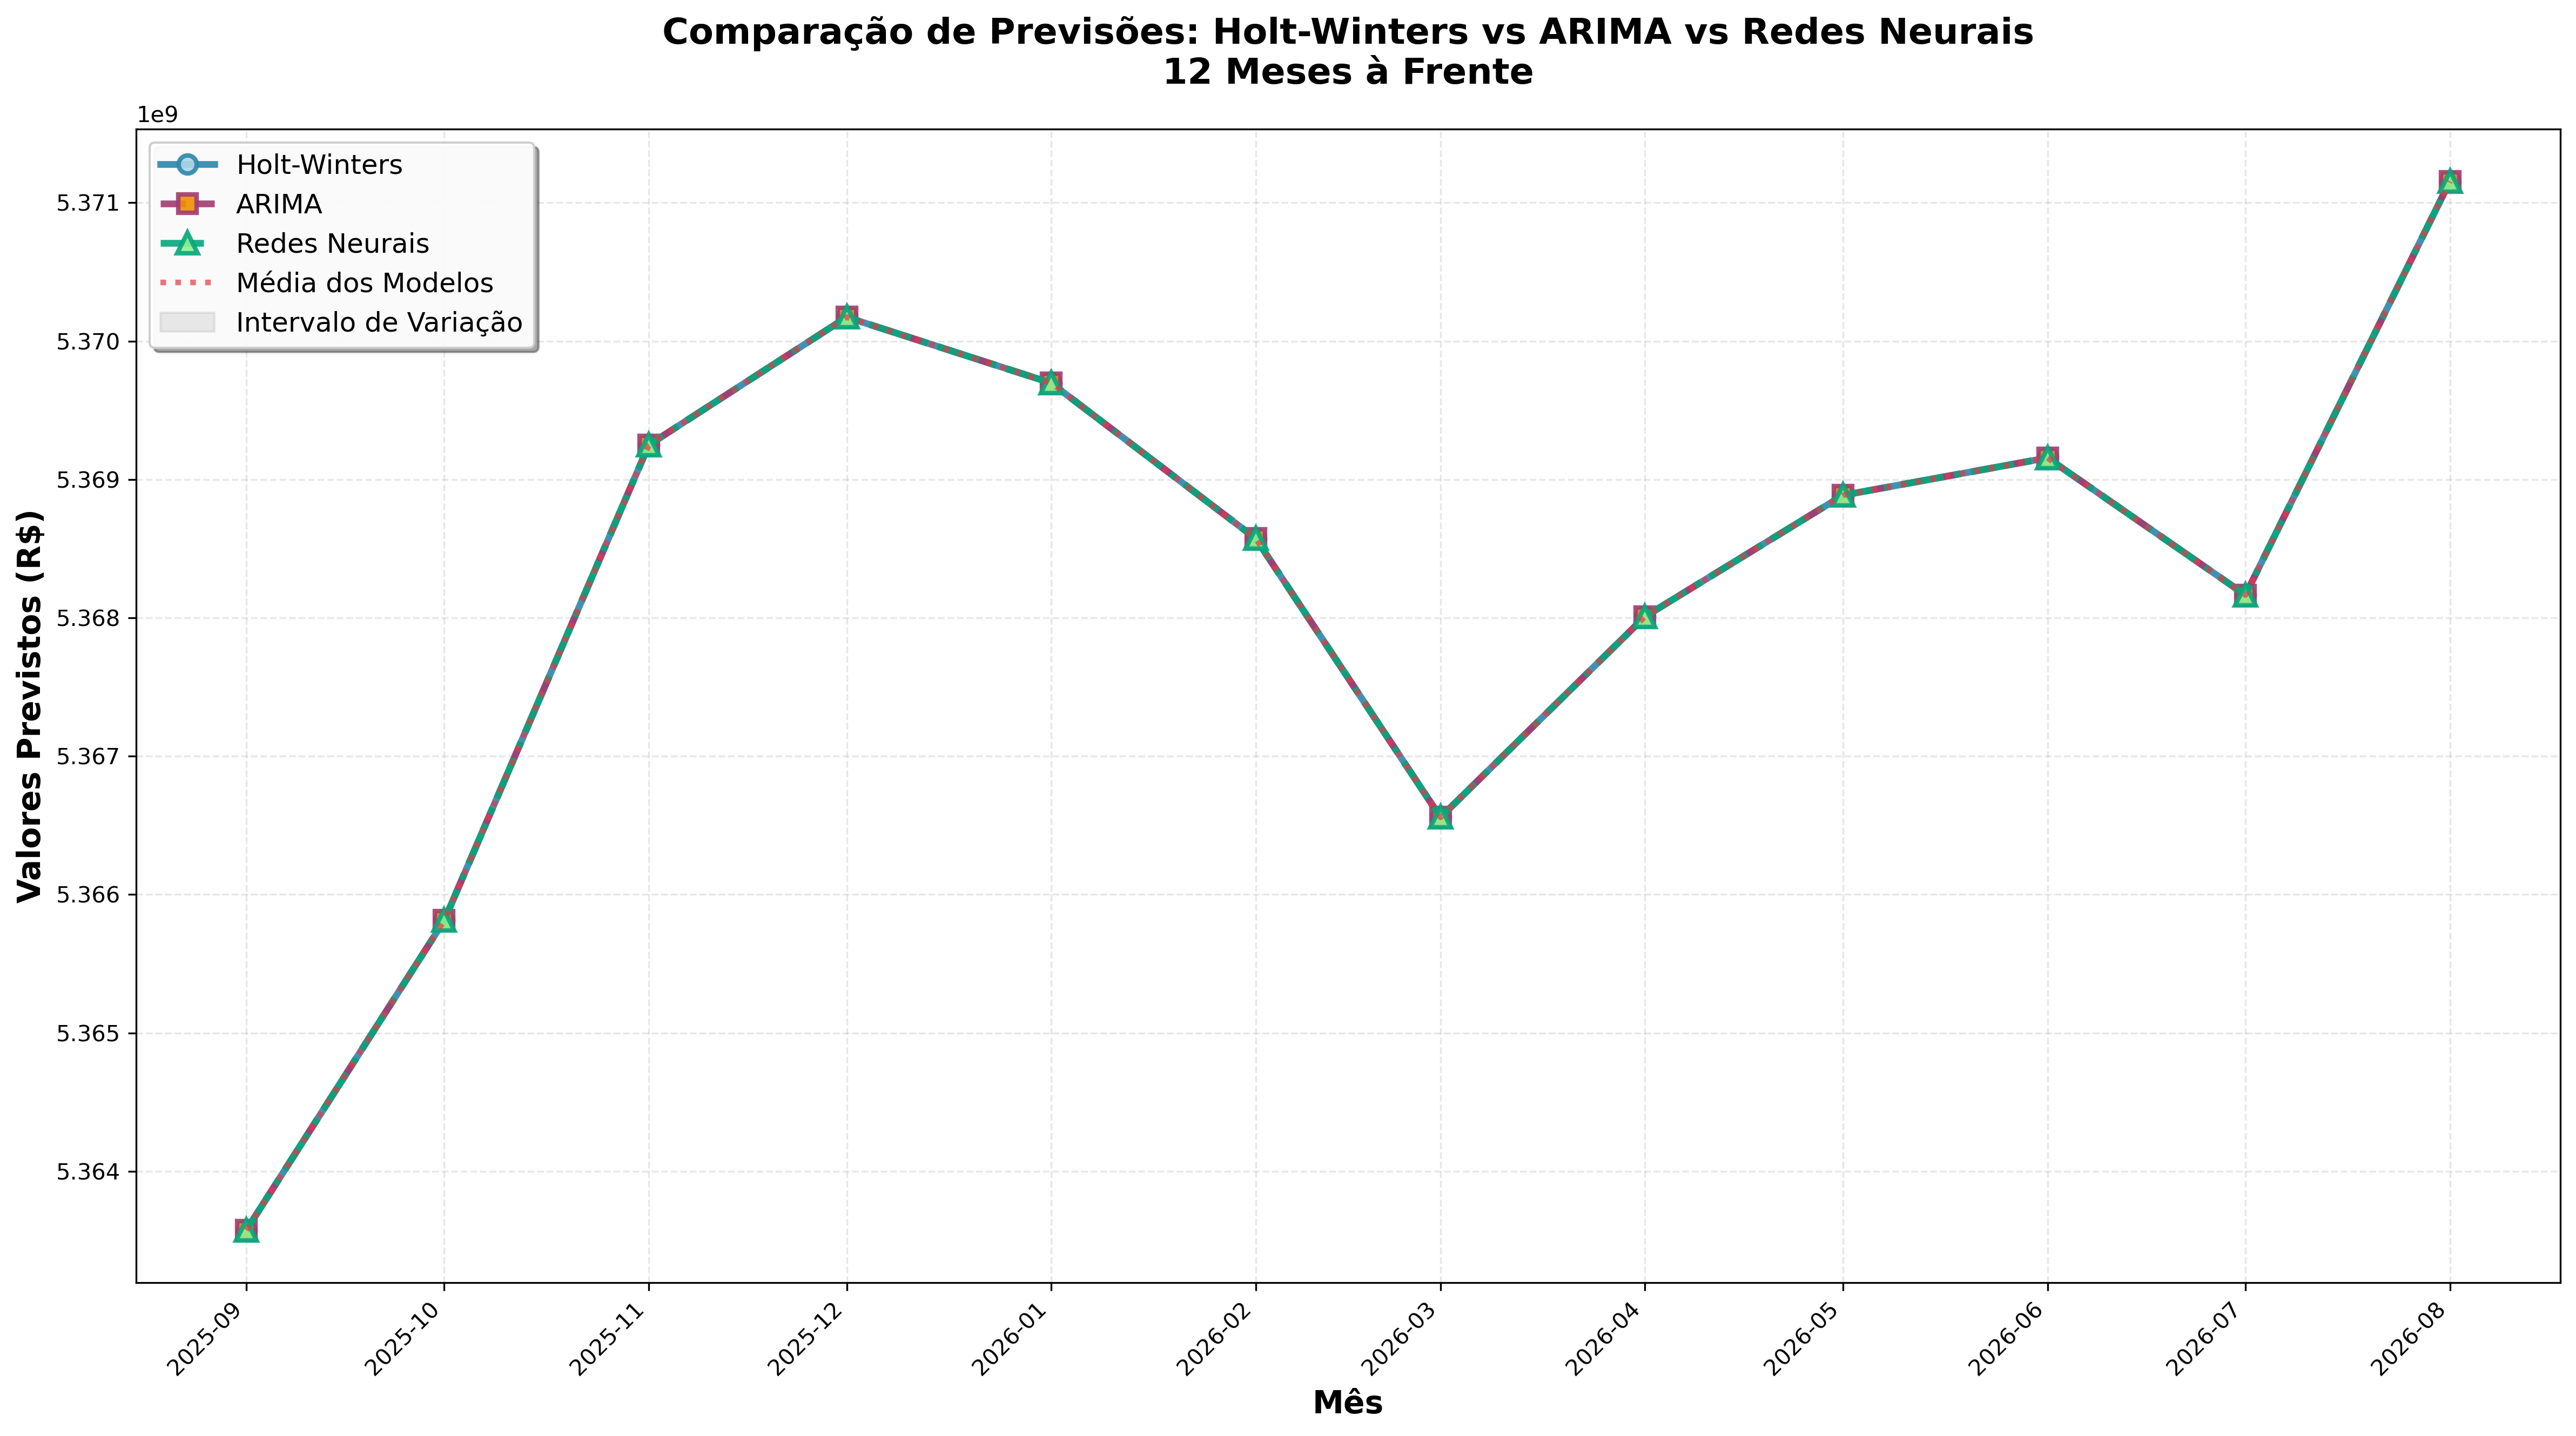 Comparação de Previsões: Holt-Winters vs ARIMA vs Redes Neurais
12 Meses à Frente
1e9
Holt-Winters
ARIMA
Redes Neurais
Média dos Modelos
Intervalo de Variação
5.371
5.370
5.369
5.368
5.367
5.366
5.365
5.364
Valores Previstos (R$)
2025-09
2025-10
2025-11
2025-12
2026-01
2026-02
2026-03
2026-04
2026-05
2026-06
2026-07
2026-08
Mês